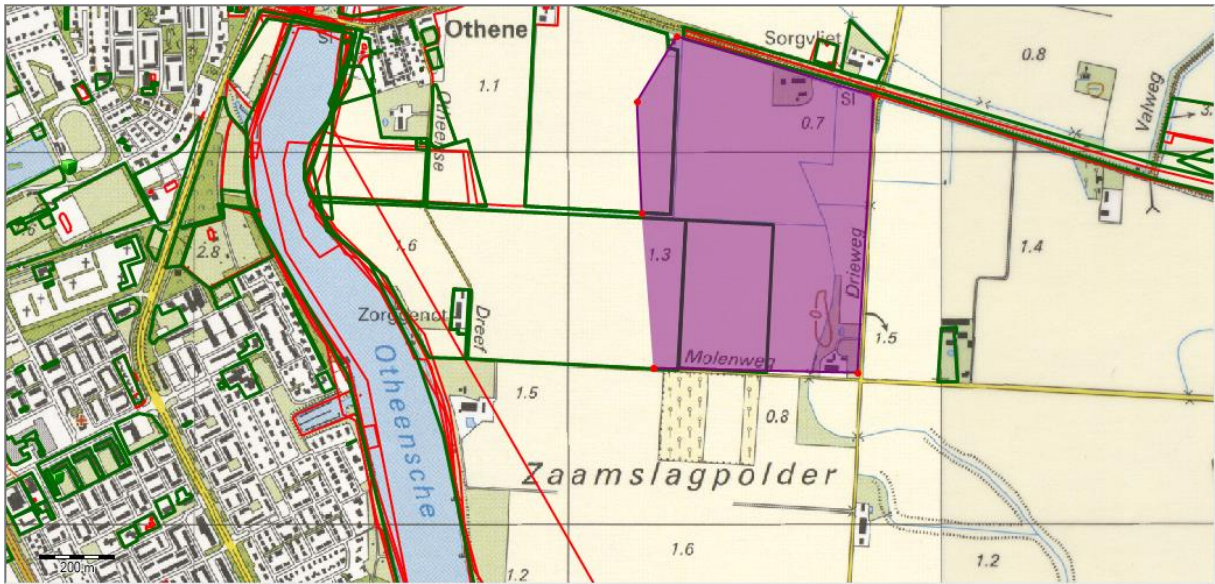 Othene
Sl
Sorgvliet
0.8
1.1
Sl
0.7
Valweg
3.
Otheense
2.8
1.6
1.3
Drieweg
1.4
Zorggenot
Dreef
1.5
Molenweg
Otheensche
1.5
0.8
Zaamslagpolder
1.6
1.2
1.2
200 m